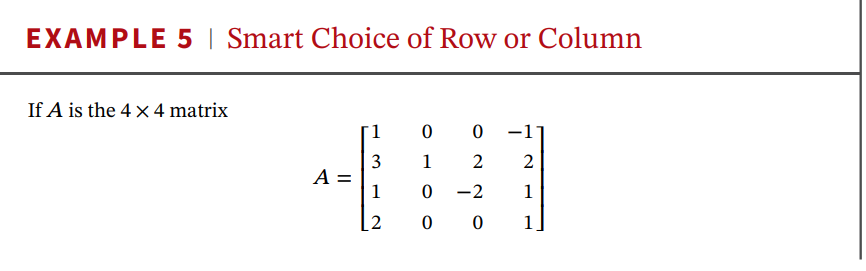 EXAMPLE 5 | Smart Choice of Row or Column
If A is the 4 × 4 matrix
A =
1 0 0 −1
3 1 2 2
1 0 −2 1
2 0 0 1